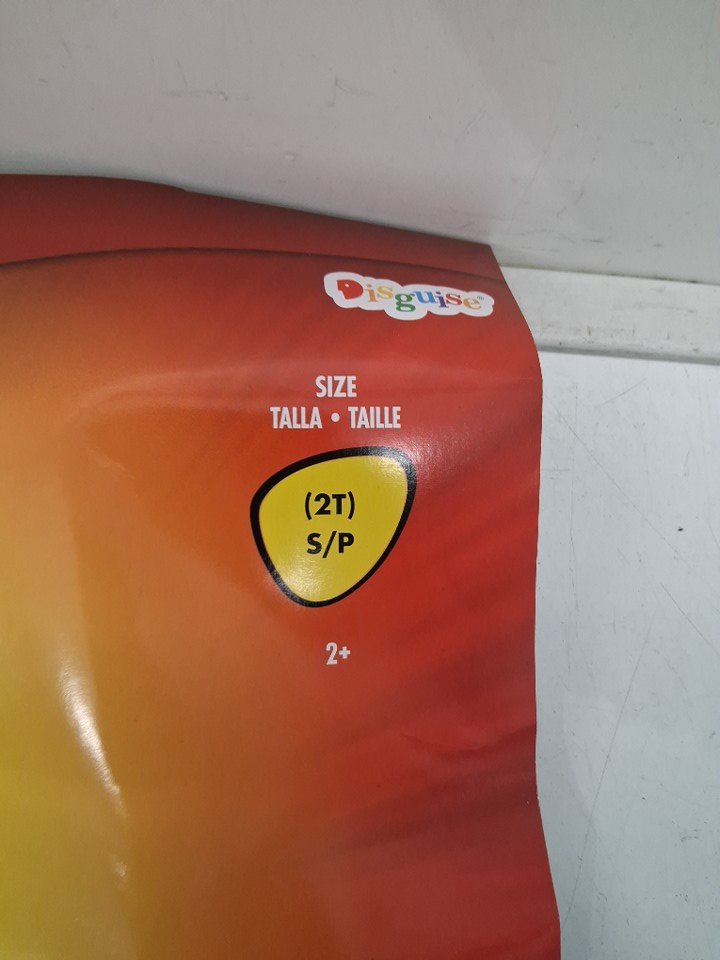 Disguise®
SIZE
TALLA • TAILLE
(2T)
S/P
2+